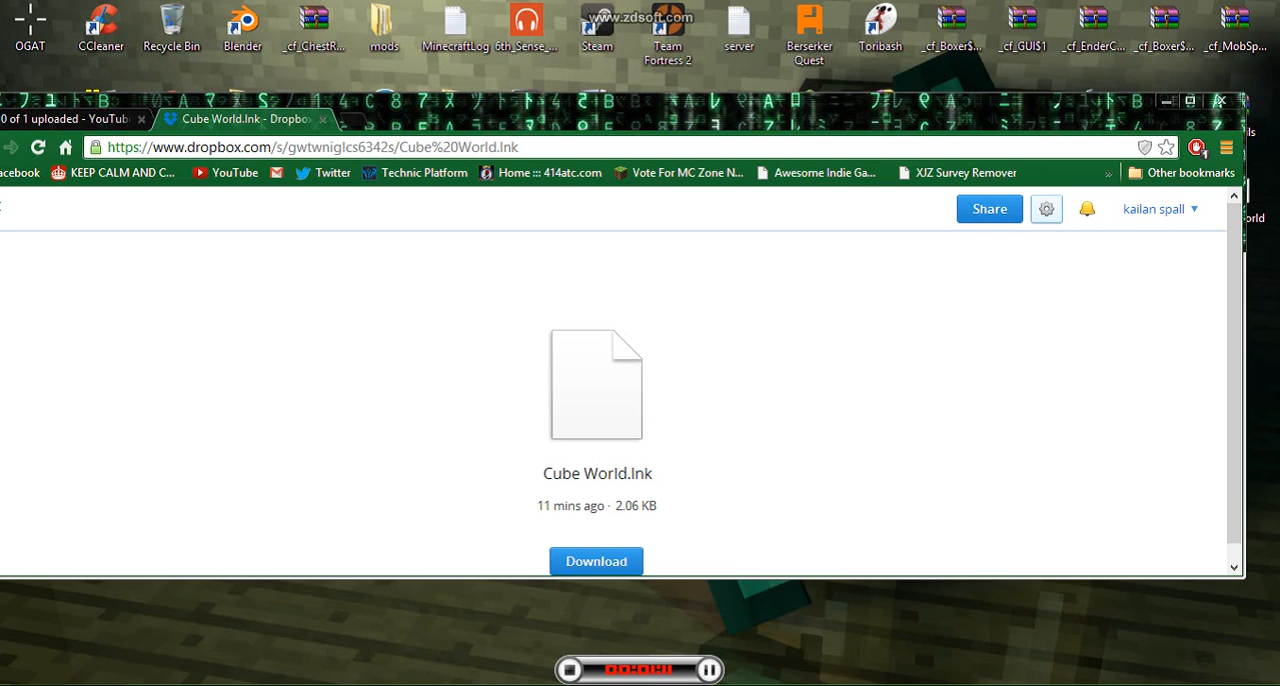 www.zdsoft.com
OGAT
CCleaner
Recycle Bin
Blender
_cf_ChestR...
mods
MinecraftLog
6th_Sense_...
Steam
Team
Fortress 2
server
Berserker
Quest
Toribash
_cf_Boxer$...
_cf_GUI$1
_cf_EnderC...
_cf_Boxer$...
_cf_MobSp...
0 of 1 uploaded - YouTub
Cube World.lnk - Dropbox
https://www.dropbox.com/s/gwtwniglcs6342s/Cube%20World.lnk
acebook
KEEP CALM AND C...
YouTube
Twitter
Technic Platform
Home ::: 414atc.com
Vote For MC Zone N...
Awesome Indie Ga...
XJZ Survey Remover
»
Other bookmarks
Share
kailan spall
Cube World.lnk
11 mins ago · 2.06 KB
Download
00:01:11